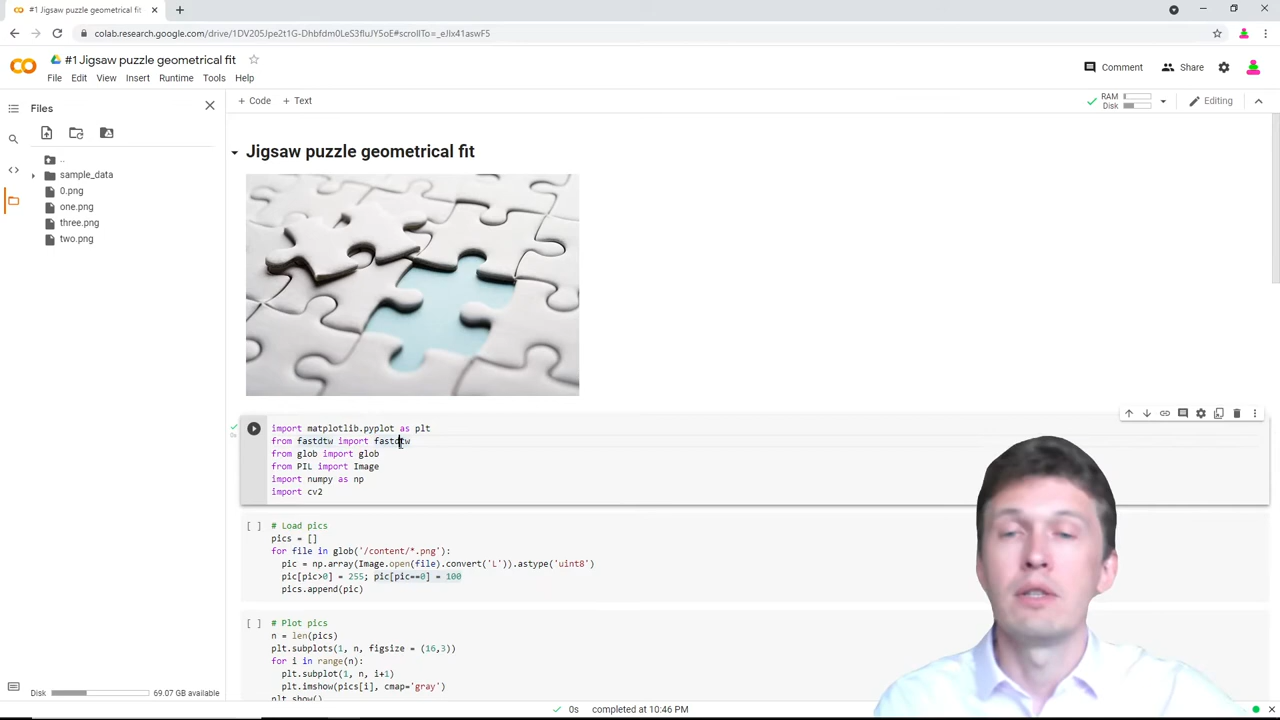 #1 Jigsaw puzzle geometrical fit
colab.research.google.com/drive/1DV205Jpe2t1G-Dhbfdm0LeS3fluJY5oE#scrollTo=_eJlx41aswF5
CO
#1 Jigsaw puzzle geometrical fit
File Edit View Insert Runtime Tools Help
Comment
Share
Files
+ Code + Text
RAM
Disk
Editing
..
sample_data
0.png
one.png
three.png
two.png
Jigsaw puzzle geometrical fit
import matplotlib.pyplot as plt
from fastdtw import fastdtw
from glob import glob
from PIL import Image
import numpy as np
import cv2
0s
[ ] # Load pics
pics = []
for file in glob('/content/*.png'):
pic = np.array(Image.open(file).convert('L')).astype('uint8')
pic[pic>0] = 255; pic[pic==0] = 100
pics.append(pic)
[ ] # Plot pics
n = len(pics)
plt.subplots(1, n, figsize = (16,3))
for i in range(n):
plt.subplot(1, n, i+1)
plt.imshow(pics[i], cmap='gray')
plt.show()
Disk 69.07 GB available
0s completed at 10:46 PM